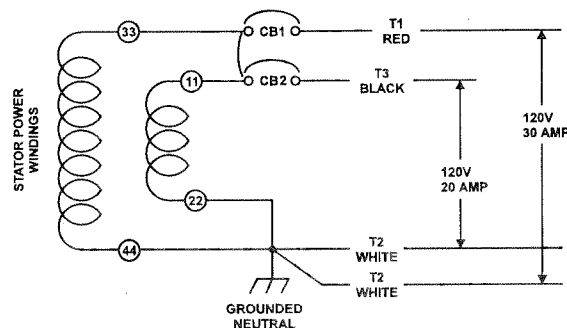 33
CB1
T1
RED
11
CB2
T3
BLACK
STATOR POWER
WINDINGS
120V
30 AMP
120V
20 AMP
22
44
T2
WHITE
T2
WHITE
GROUNDED
NEUTRAL